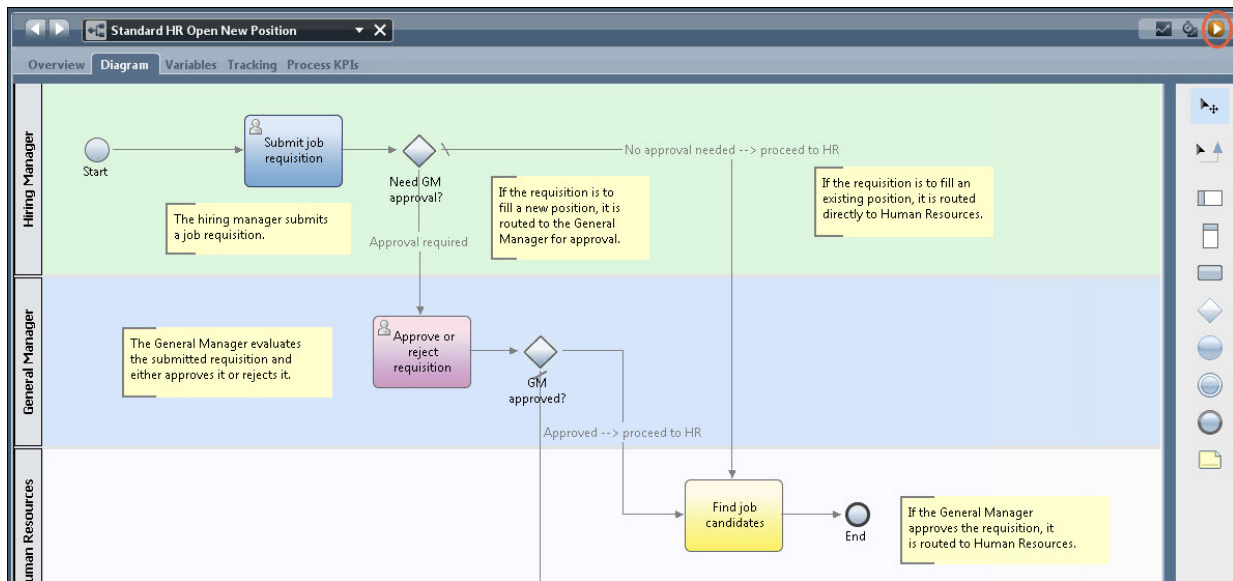 Standard HR Open New Position
Overview Diagram Variables Tracking Process KPIs
Hiring Manager
Start
Submit job
requisition
Need GM
approval?
No approval needed --> proceed to HR
The hiring manager submits
a job requisition.
If the requisition is to
fill a new position, it is
routed to the General
Manager for approval.
If the requisition is to fill an
existing position, it is routed
directly to Human Resources.
Approval required
General Manager
The General Manager evaluates
the submitted requisition and
either approves it or rejects it.
Approve or
reject
requisition
GM
approved?
Approved --> proceed to HR
uman Resources
Find job
candidates
End
If the General Manager
approves the requisition, it
is routed to Human Resources.